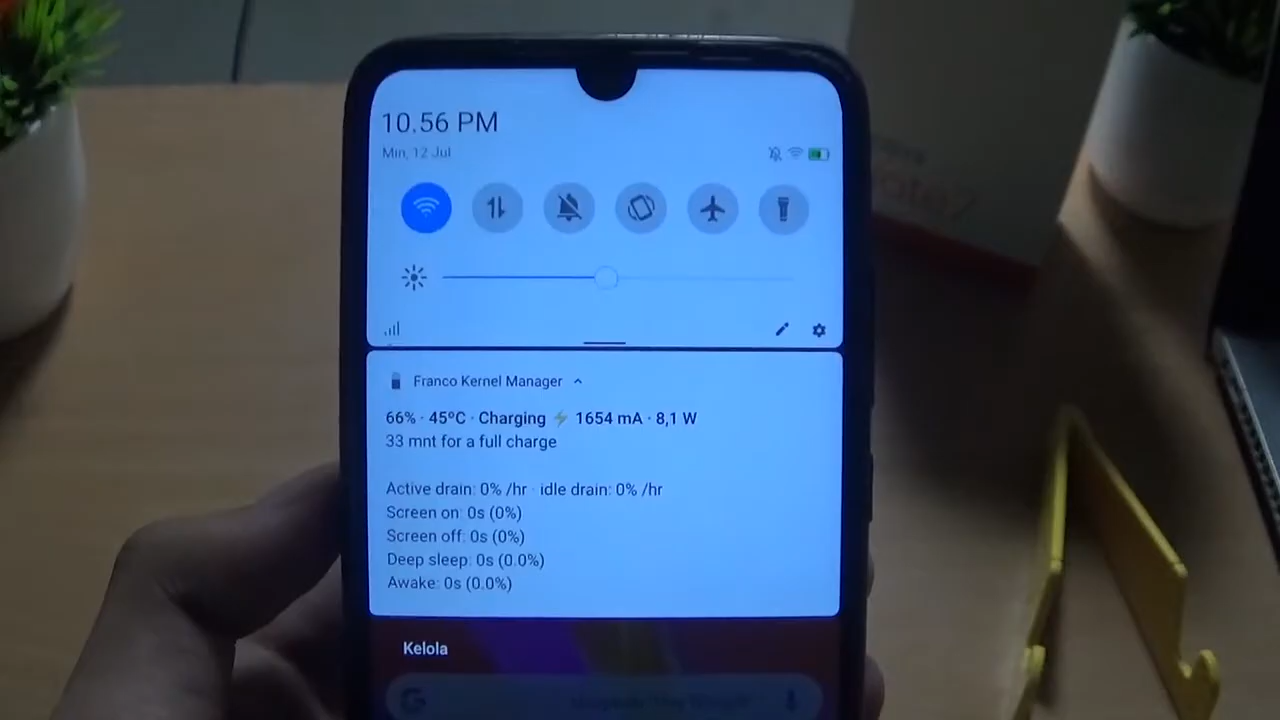 10.56 PM
Min, 12 Jul
Franco Kernel Manager
66% · 45ºC · Charging ⚡ 1654 mA · 8,1 W
33 mnt for a full charge
Active drain: 0% /hr · idle drain: 0% /hr
Screen on: 0s (0%)
Screen off: 0s (0%)
Deep sleep: 0s (0.0%)
Awake: 0s (0.0%)
Kelola
G